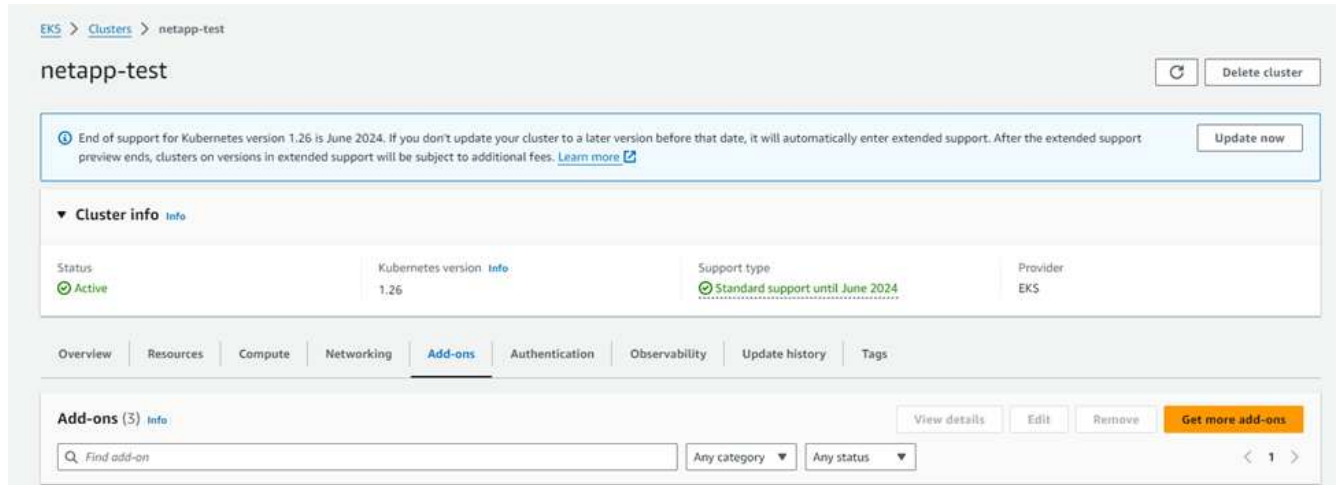 EKS > Clusters > netapp-test
netapp-test
Delete cluster
End of support for Kubernetes version 1.26 is June 2024. If you don't update your cluster to a later version before that date, it will automatically enter extended support. After the extended support
preview ends, clusters on versions in extended support will be subject to additional fees. Learn more
Update now
Cluster info Info
Status
Active
Kubernetes version Info
1.26
Support type
Standard support until June 2024
Provider
EKS
Overview Resources Compute Networking Add-ons Authentication Observability Update history Tags
Add-ons (3) Info
View details Edit Remove Get more add-ons
Find add-on Any category Any status < 1 >